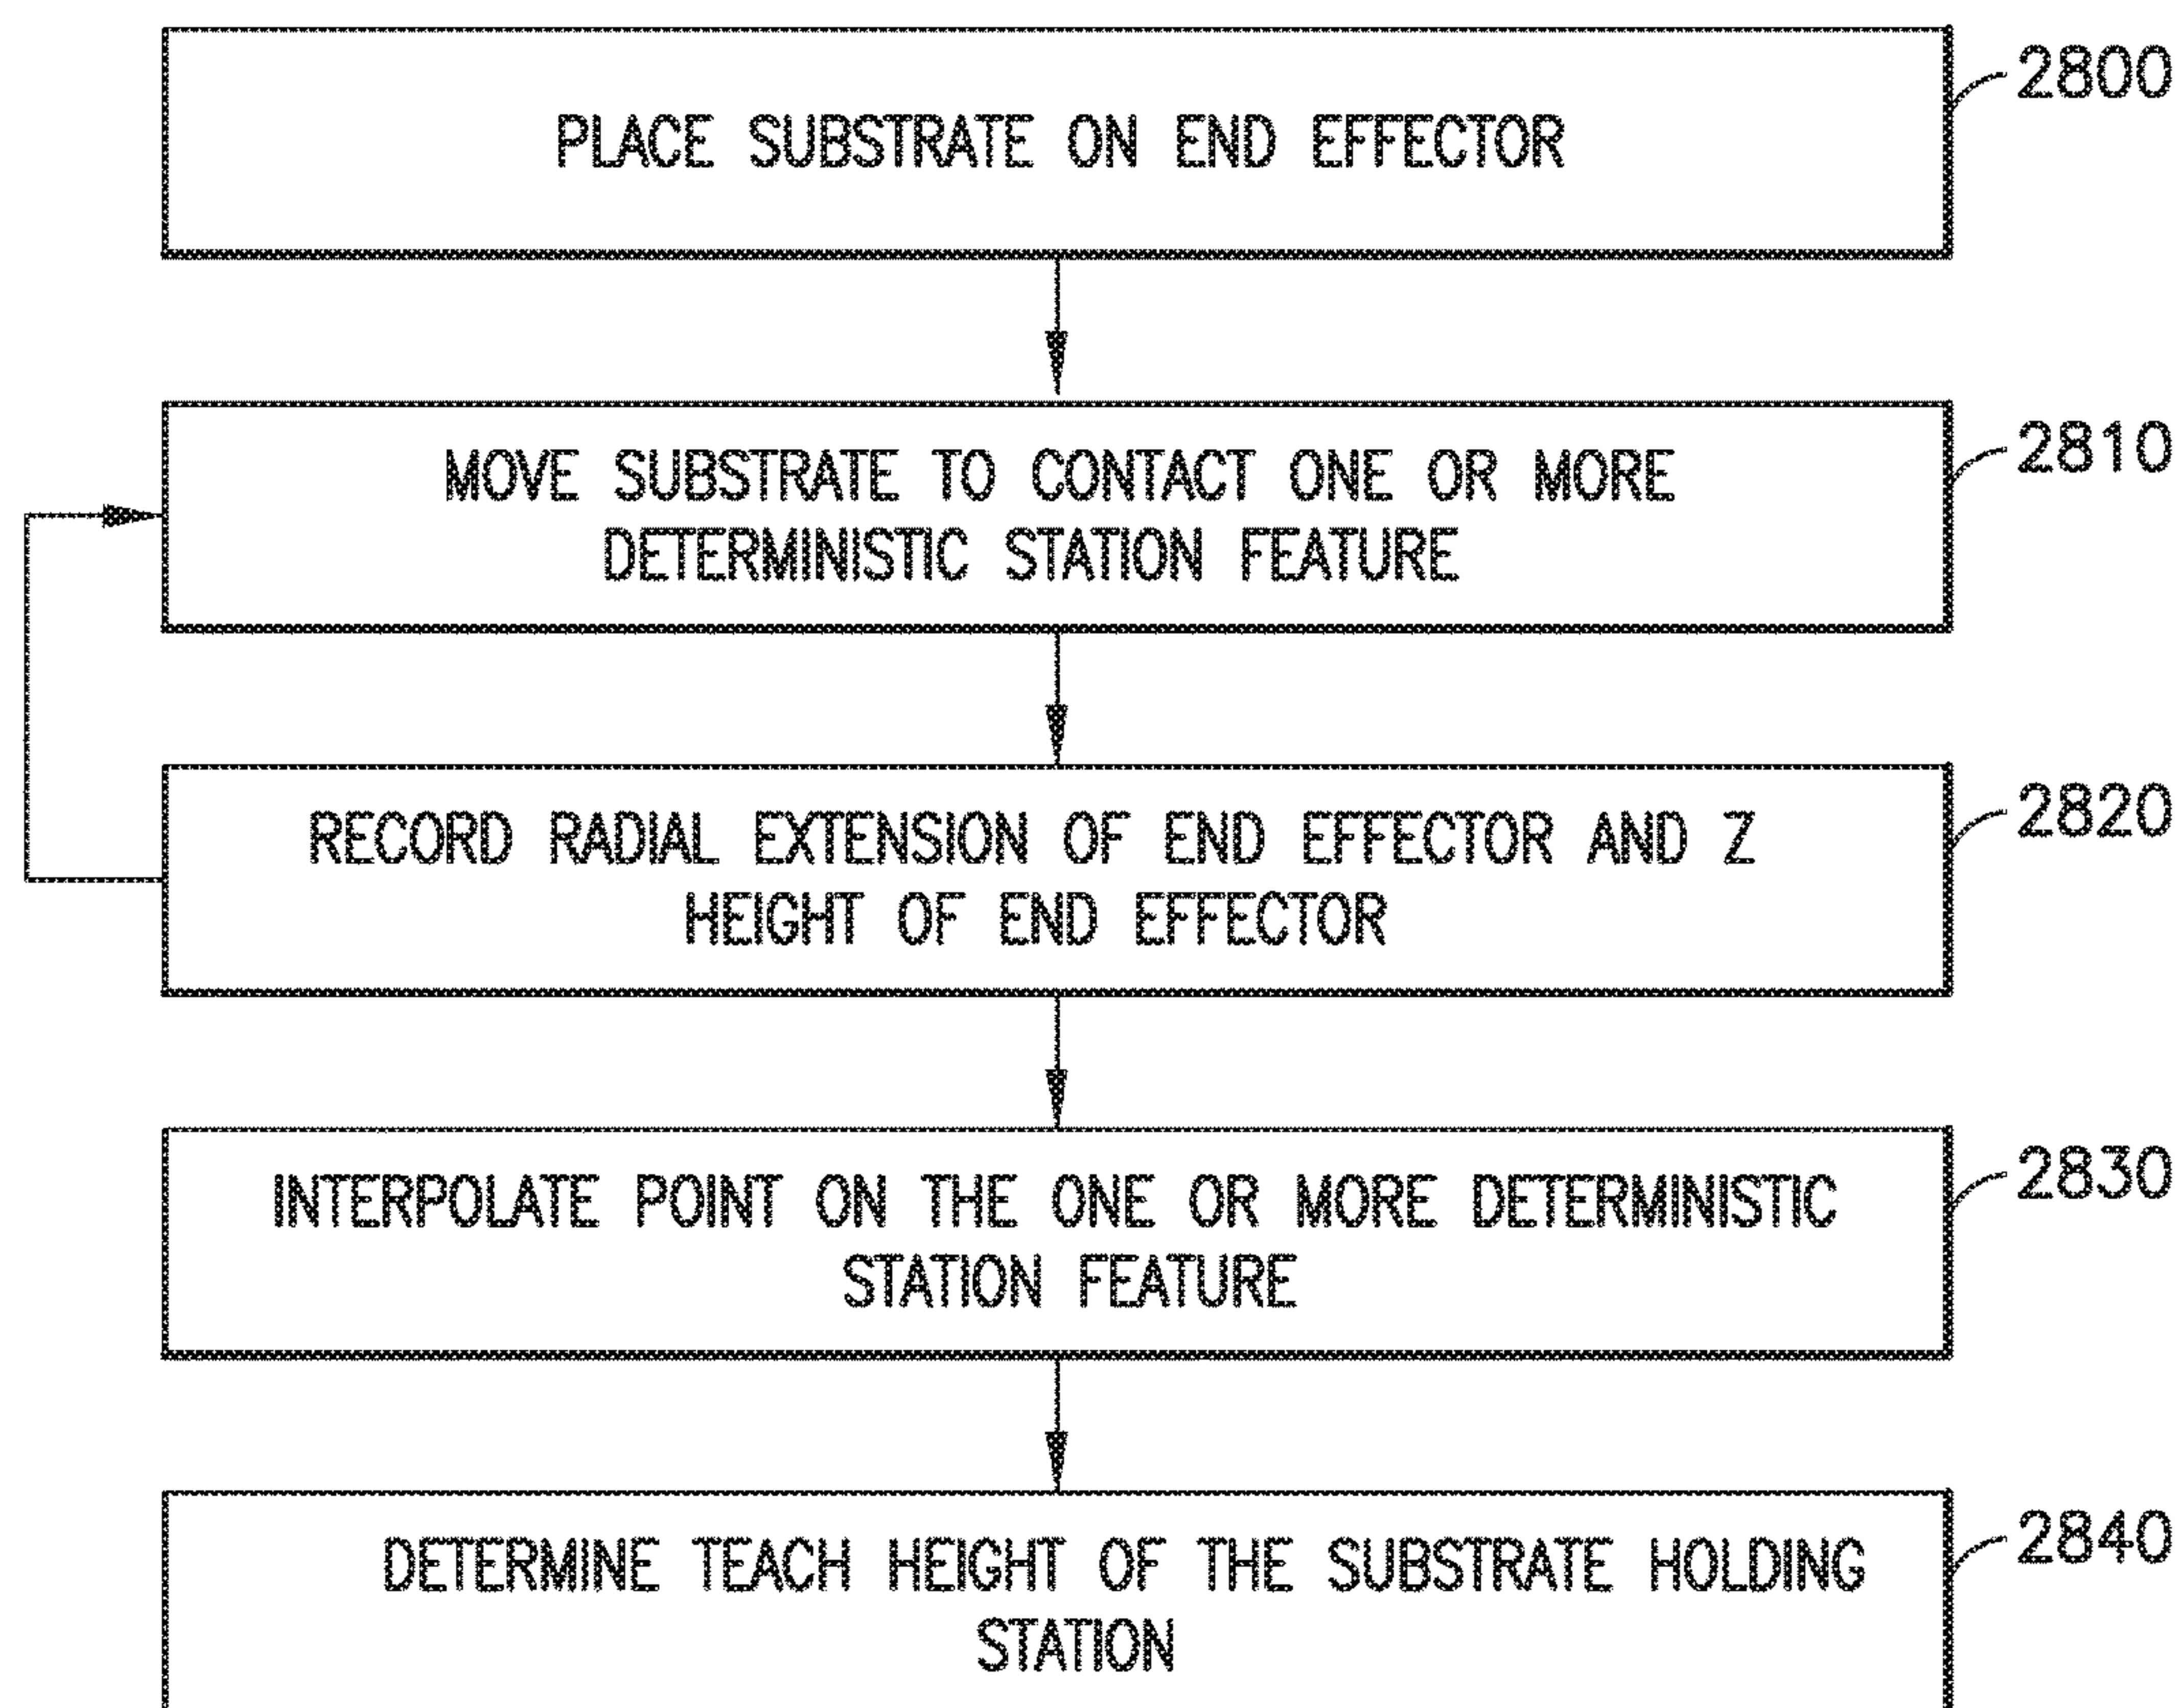 PLACE SUBSTRATE ON END EFFECTOR
2800
MOVE SUBSTRATE TO CONTACT ONE OR MORE
DETERMINISTIC STATION FEATURE
2810
RECORD RADIAL EXTENSION OF END EFFECTOR AND Z
HEIGHT OF END EFFECTOR
2820
INTERPOLATE POINT ON THE ONE OR MORE DETERMINISTIC
STATION FEATURE
2830
DETERMINE TEACH HEIGHT OF THE SUBSTRATE HOLDING
STATION
2840